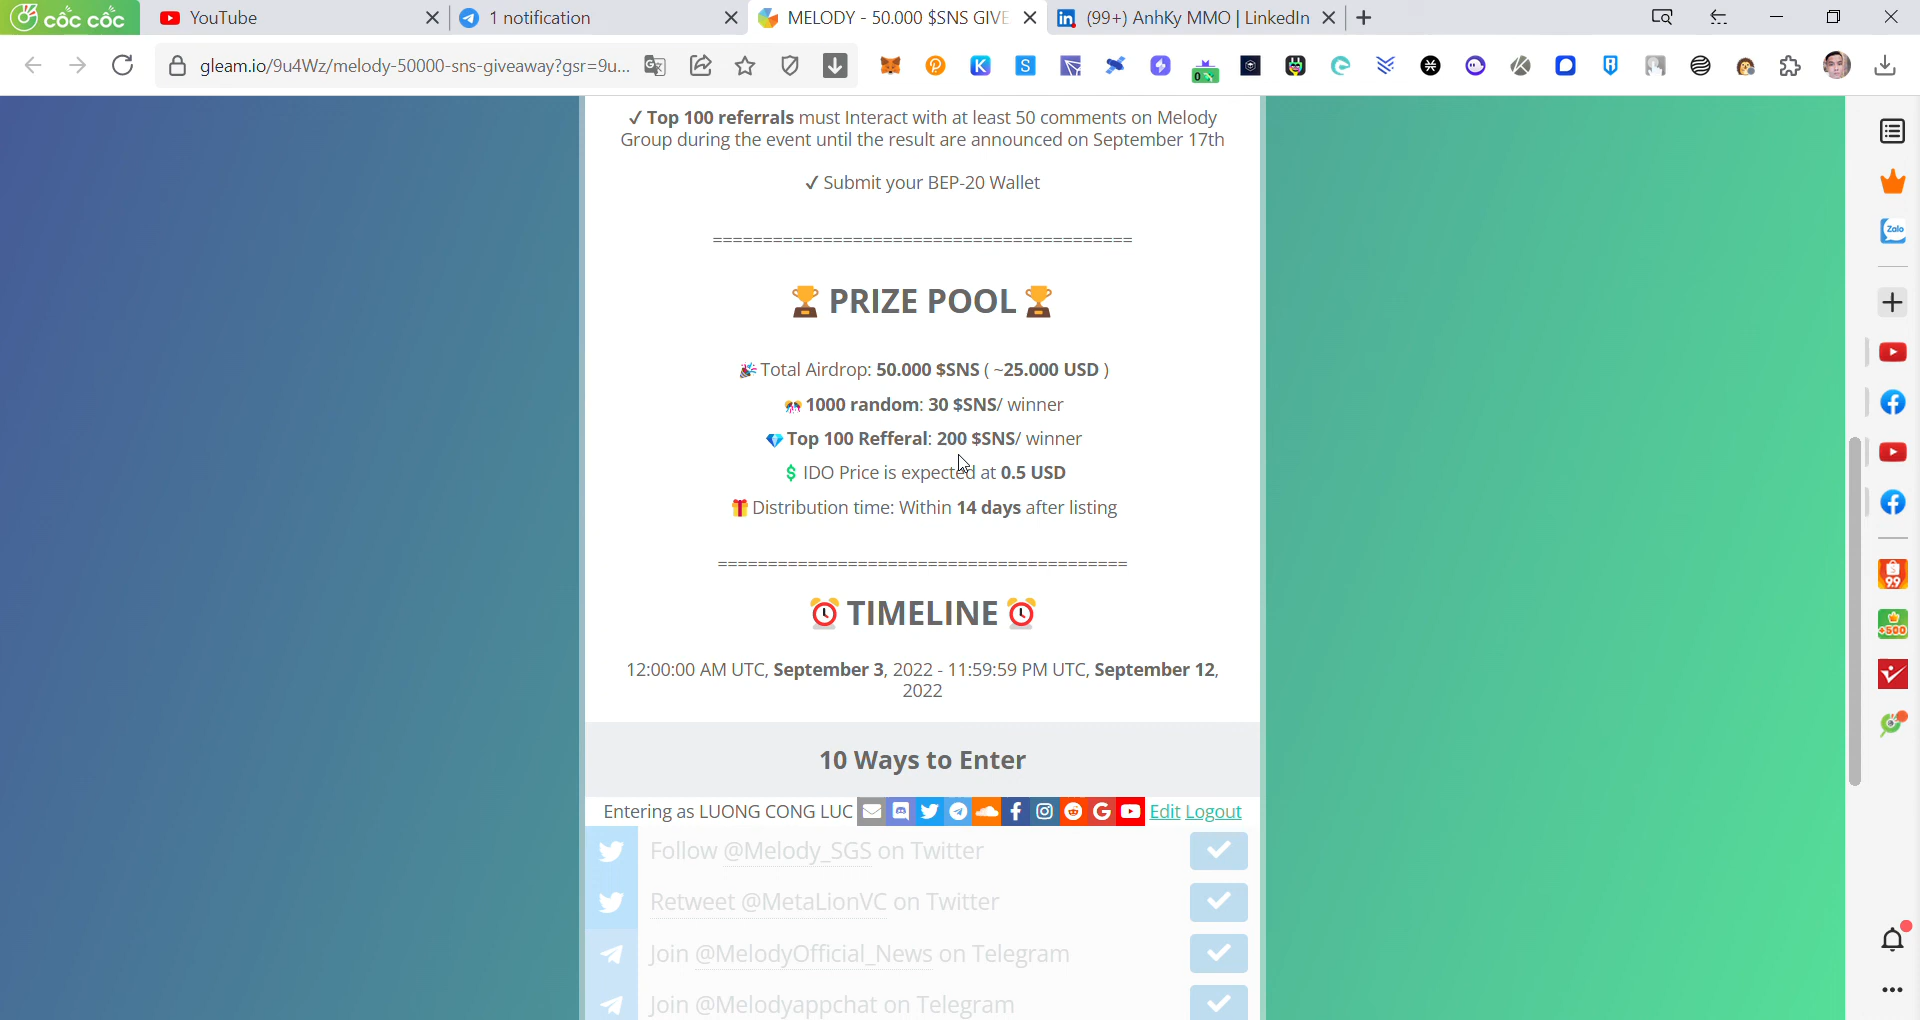 cốc cốc
YouTube
1 notification
MELODY - 50.000 $SNS GIVE
(99+) AnhKy MMO | LinkedIn
gleam.io/9u4Wz/melody-50000-sns-giveaway?gsr=9u...
✓ Top 100 referrals must Interact with at least 50 comments on Melody
Group during the event until the result are announced on September 17th
✓ Submit your BEP-20 Wallet
==========================================
🏆 PRIZE POOL 🏆
🎉 Total Airdrop: 50.000 $SNS ( ~25.000 USD )
🎊 1000 random: 30 $SNS/ winner
💎 Top 100 Refferal: 200 $SNS/ winner
💲 IDO Price is expected at 0.5 USD
🎁 Distribution time: Within 14 days after listing
=========================================
⏰ TIMELINE ⏰
12:00:00 AM UTC, September 3, 2022 - 11:59:59 PM UTC, September 12,
2022
10 Ways to Enter
Entering as LUONG CONG LUC Edit Logout
Follow @Melody_SGS on Twitter
Retweet @MetaLionVC on Twitter
Join @MelodyOfficial_News on Telegram
Join @Melodyappchat on Telegram
Zalo
9.9
+500